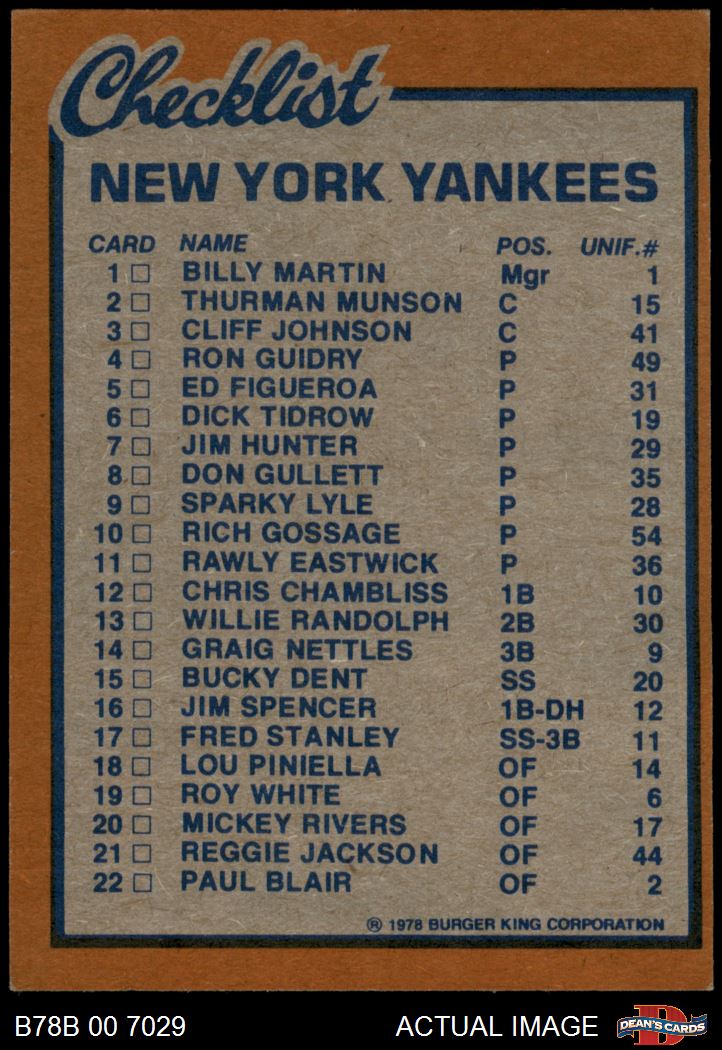 Checklist
NEW YORK YANKEES
CARD NAME POS. UNIF.#
1 □ BILLY MARTIN Mgr 1
2 □ THURMAN MUNSON C 15
3 □ CLIFF JOHNSON C 41
4 □ RON GUIDRY P 49
5 □ ED FIGUEROA P 31
6 □ DICK TIDROW P 19
7 □ JIM HUNTER P 29
8 □ DON GULLETT P 35
9 □ SPARKY LYLE P 28
10 □ RICH GOSSAGE P 54
11 □ RAWLY EASTWICK P 36
12 □ CHRIS CHAMBLISS 1B 10
13 □ WILLIE RANDOLPH 2B 30
14 □ GRAIG NETTLES 3B 9
15 □ BUCKY DENT SS 20
16 □ JIM SPENCER 1B-DH 12
17 □ FRED STANLEY SS-3B 11
18 □ LOU PINIELLA OF 14
19 □ ROY WHITE OF 6
20 □ MICKEY RIVERS OF 17
21 □ REGGIE JACKSON OF 44
22 □ PAUL BLAIR OF 2
® 1978 BURGER KING CORPORATION
B78B 00 7029 ACTUAL IMAGE D DEAN'S CARDS